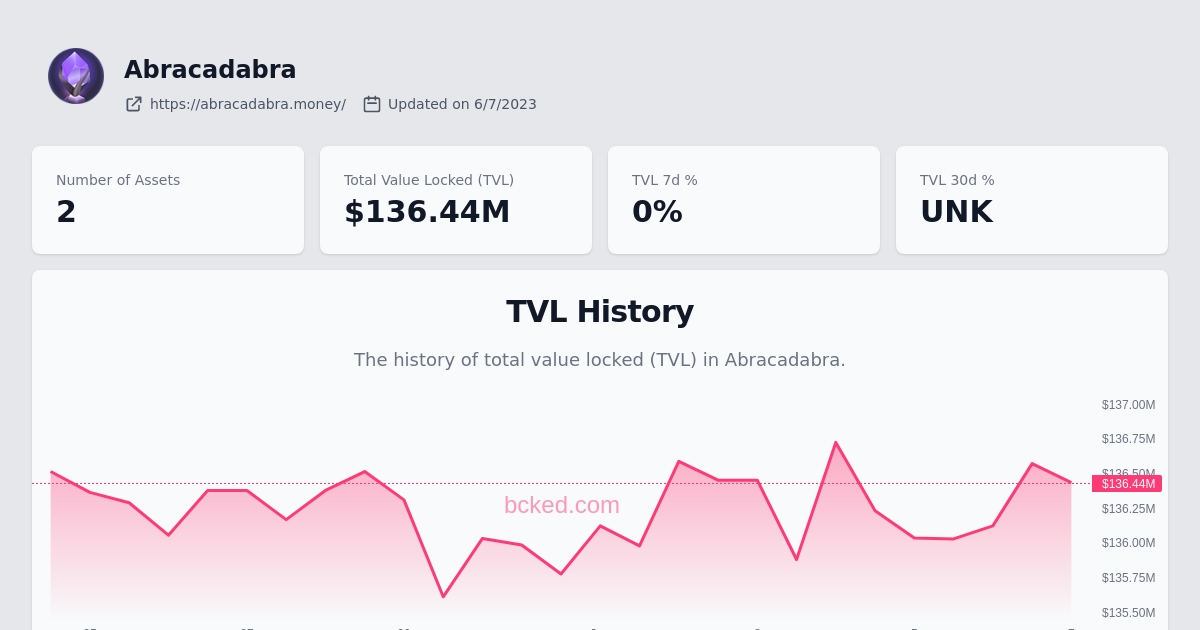 Abracadabra
https://abracadabra.money/ Updated on 6/7/2023
Number of Assets
2
Total Value Locked (TVL)
$136.44M
TVL 7d %
0%
TVL 30d %
UNK
TVL History
The history of total value locked (TVL) in Abracadabra.
bcked.com
$137.00M
$136.75M
$136.50M
$136.44M
$136.25M
$136.00M
$135.75M
$135.50M